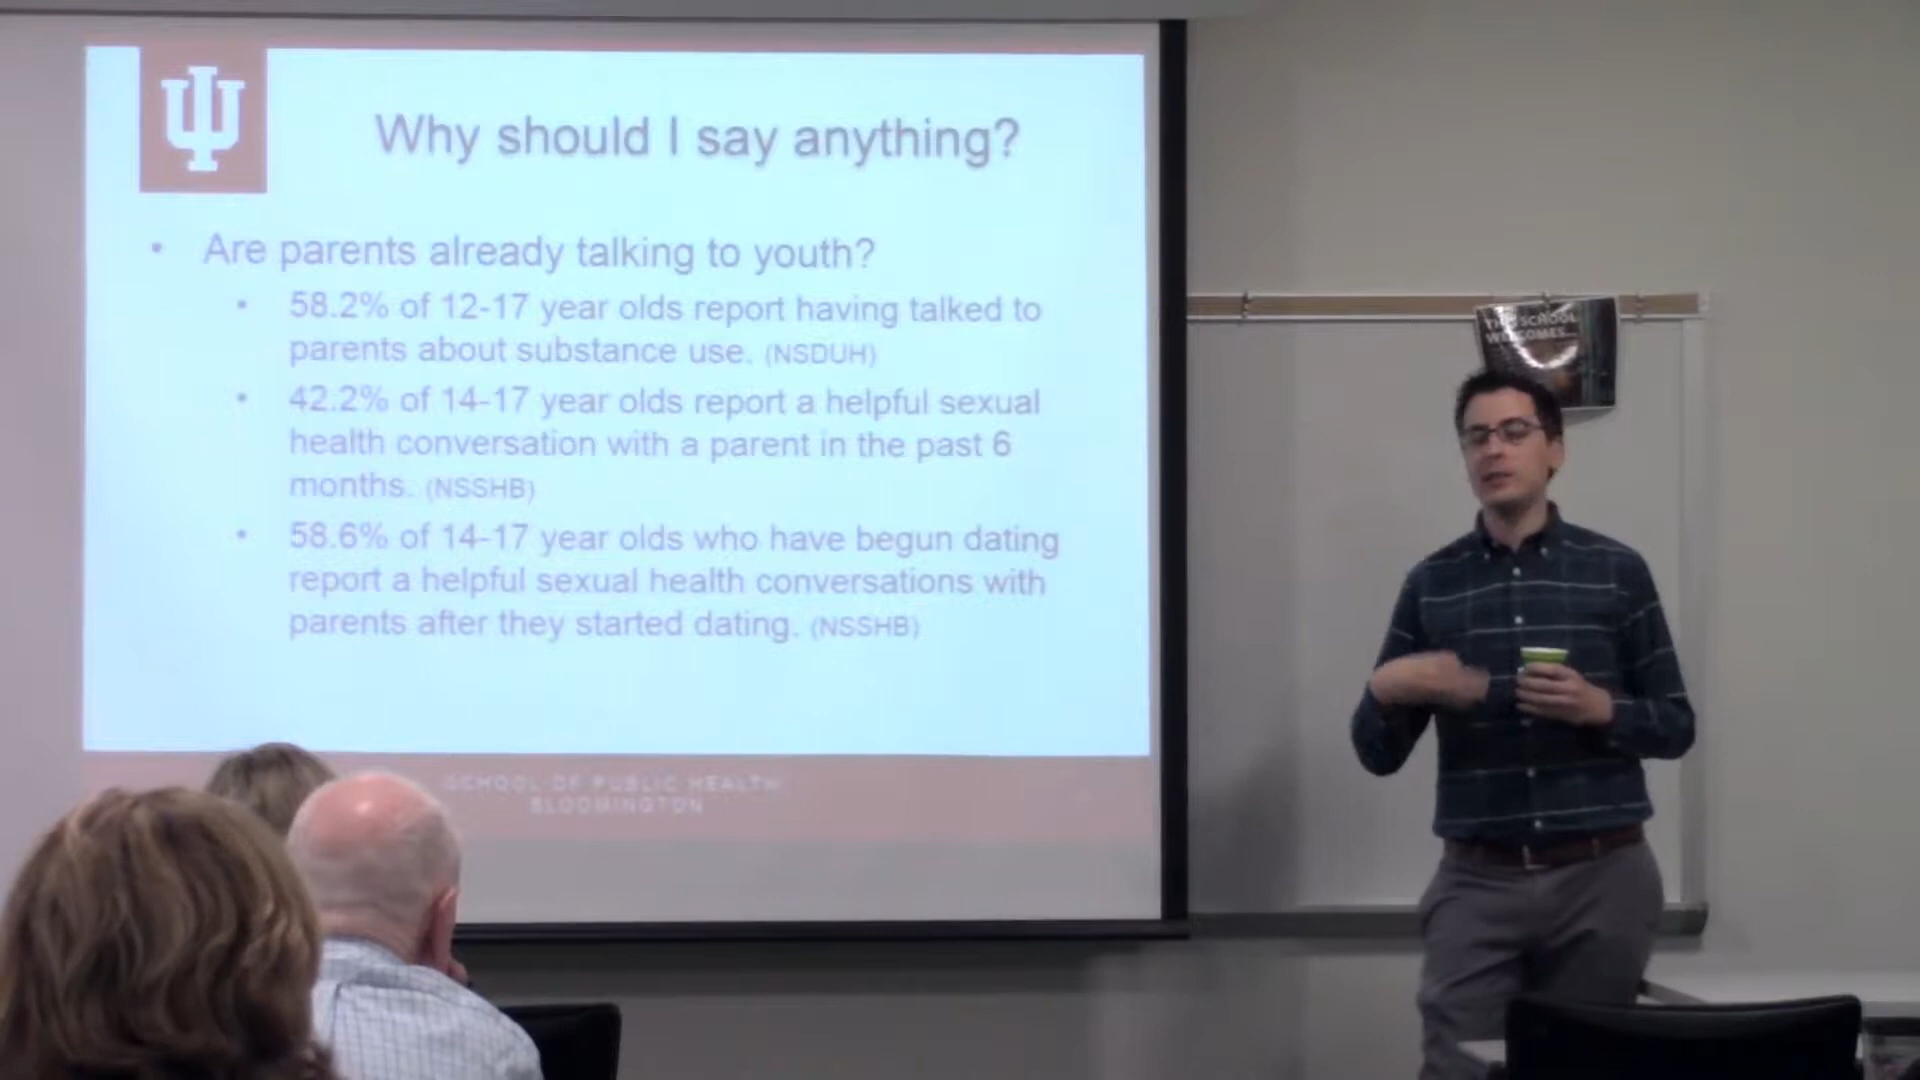 Why should I say anything?
• Are parents already talking to youth?
• 58.2% of 12-17 year olds report having talked to
parents about substance use. (NSDUH)
• 42.2% of 14-17 year olds report a helpful sexual
health conversation with a parent in the past 6
months. (NSSHB)
• 58.6% of 14-17 year olds who have begun dating
report a helpful sexual health conversations with
parents after they started dating. (NSSHB)
SCHOOL OF PUBLIC HEALTH
BLOOMINGTON
THIS SCHOOL
WELCOMES...